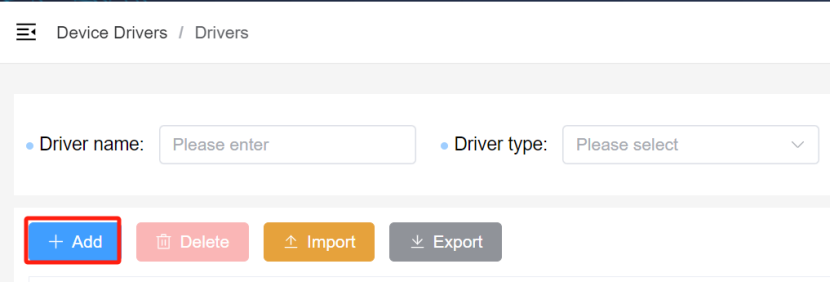 Device Drivers / Drivers
Driver name: Please enter Driver type: Please select
Add Delete Import Export